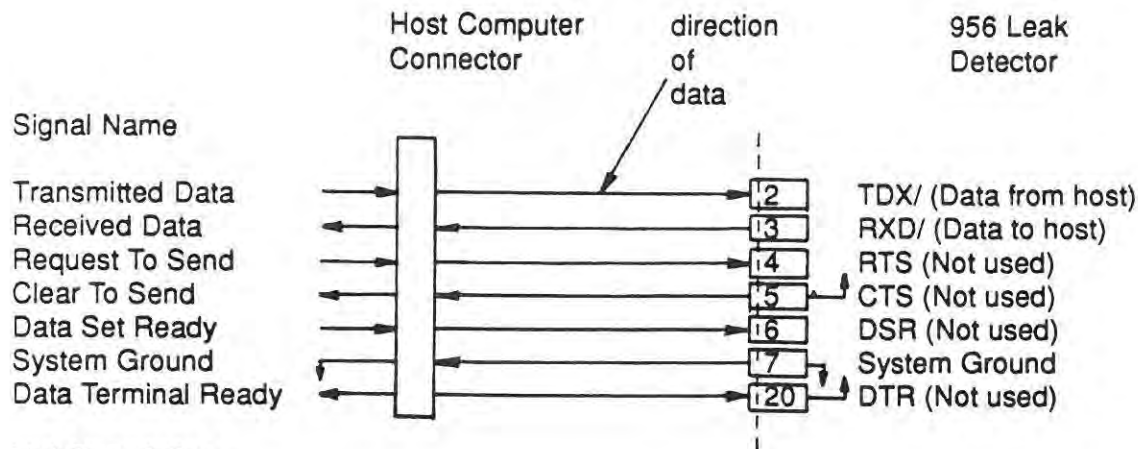 Host Computer Connector
direction of data
956 Leak Detector
Signal Name
Transmitted Data 2 TDX/ (Data from host)
Received Data 3 RXD/ (Data to host)
Request To Send 4 RTS (Not used)
Clear To Send 5 CTS (Not used)
Data Set Ready 6 DSR (Not used)
System Ground 7 System Ground
Data Terminal Ready 20 DTR (Not used)